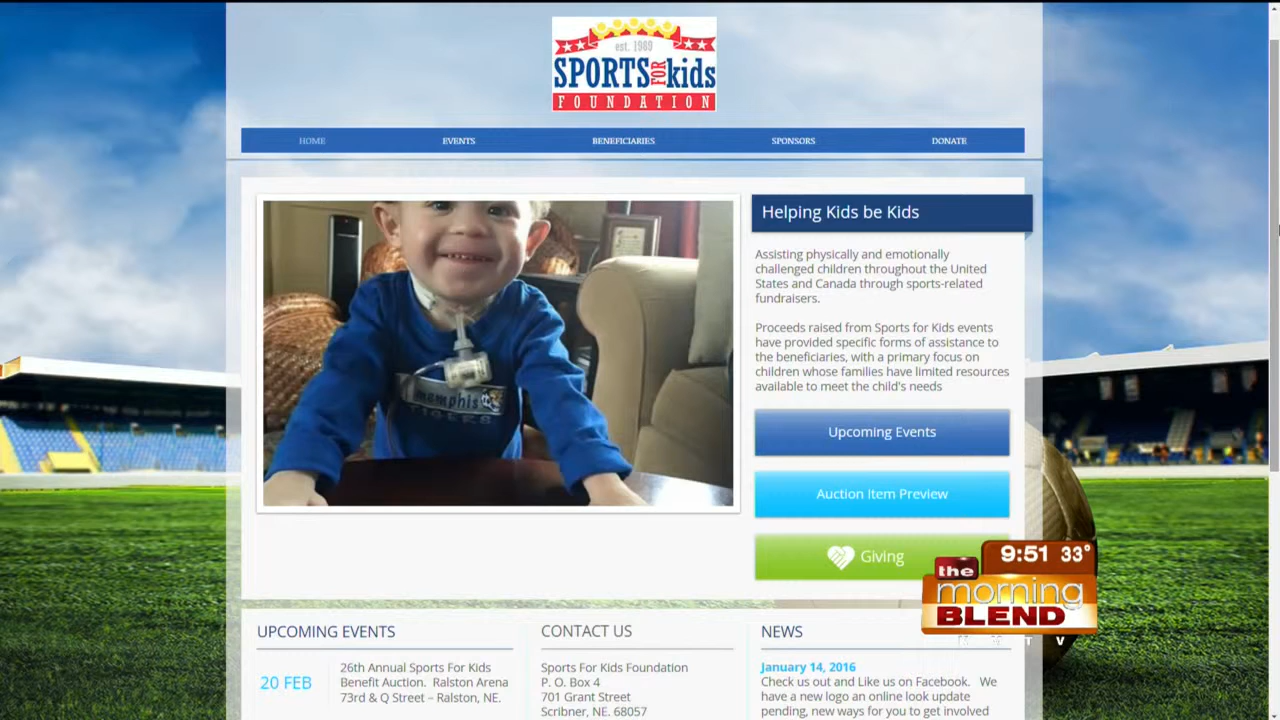 est. 1969
SPORTS FOR kids
FOUNDATION
HOME EVENTS BENEFICIARIES SPONSORS DONATE
Helping Kids be Kids
Assisting physically and emotionally
challenged children throughout the United
States and Canada through sports-related
fundraisers.
Proceeds raised from Sports for Kids events
have provided specific forms of assistance to
the beneficiaries, with a primary focus on
children whose families have limited resources
available to meet the child's needs
memphis
TIGERS
Upcoming Events
Auction Item Preview
Giving
9:51 33°
the
morning
BLEND
UPCOMING EVENTS
20 FEB
26th Annual Sports For Kids
Benefit Auction. Ralston Arena
73rd & Q Street – Ralston, NE.
CONTACT US
Sports For Kids Foundation
P. O. Box 4
701 Grant Street
Scribner, NE. 68057
NEWS
January 14, 2016
Check us out and Like us on Facebook. We
have a new logo an online look update
pending, new ways for you to get involved